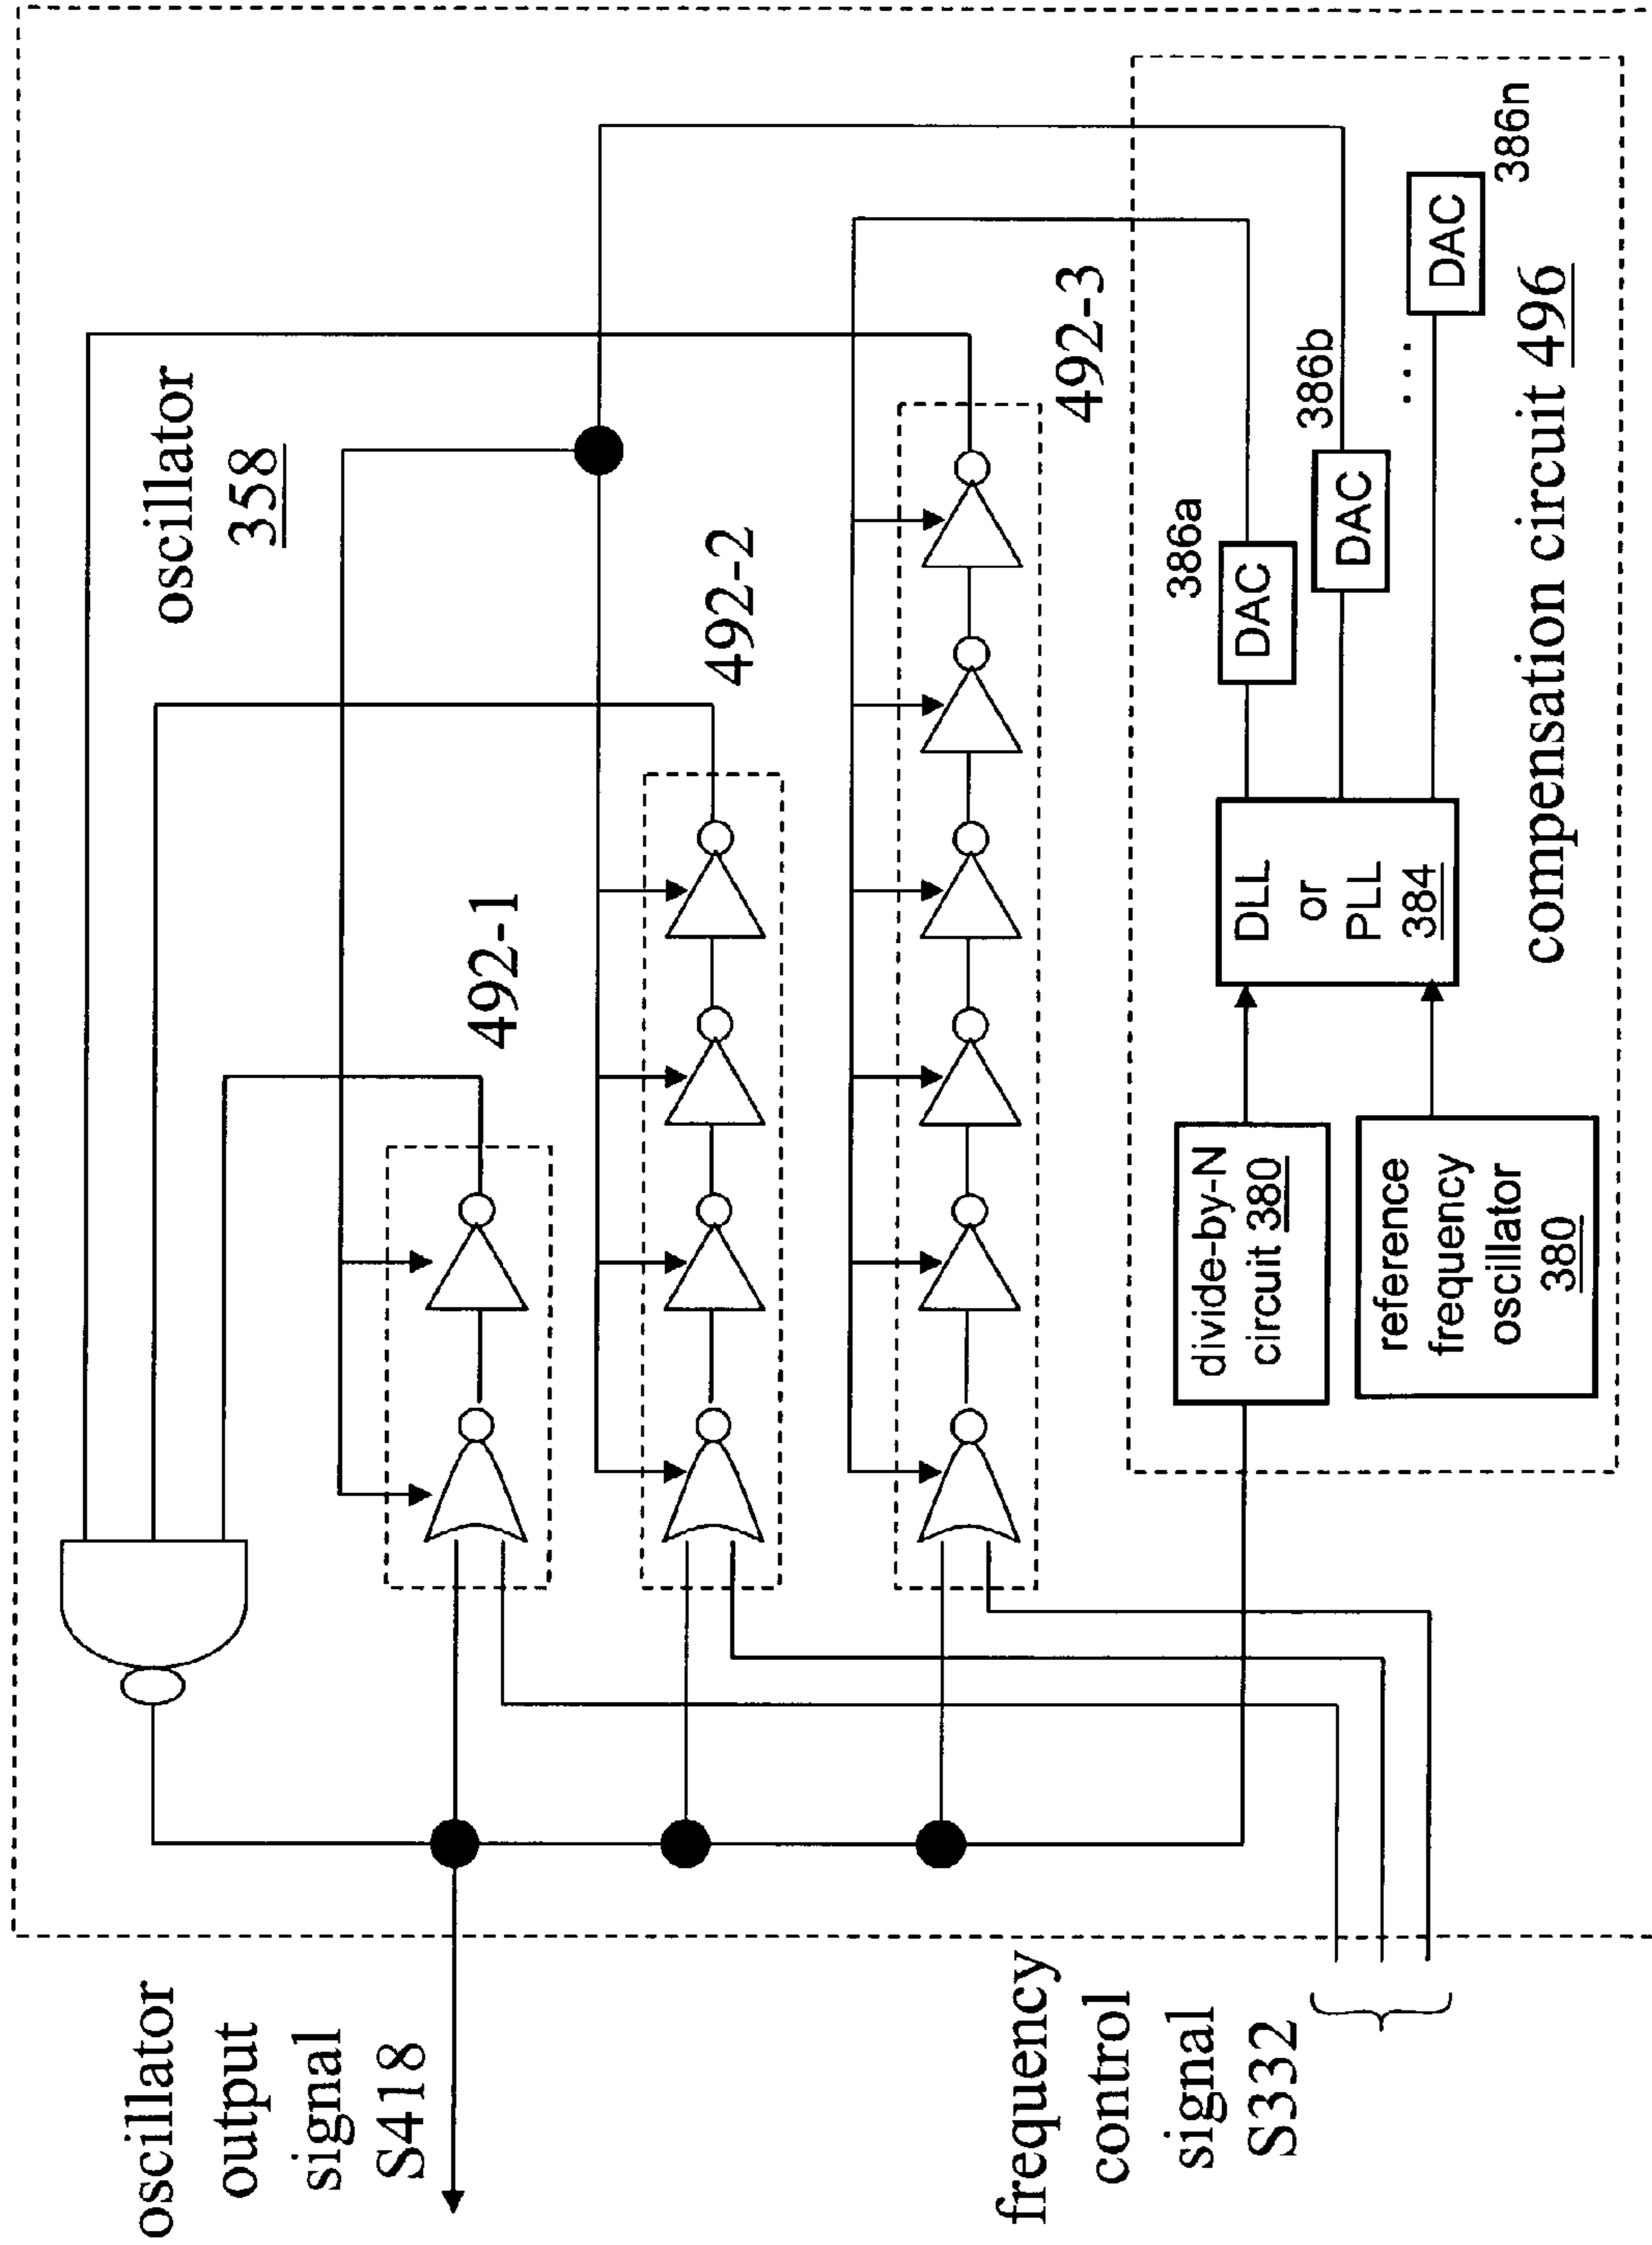 oscillator
358
492-1
492-2
492-3
oscillator
output
signal
S418
frequency
control
signal
S332
divide-by-N
circuit 380
reference
frequency
oscillator
380
DLL
or
PLL
384
386a
DAC
386b
DAC
...
DAC
386n
compensation circuit 496